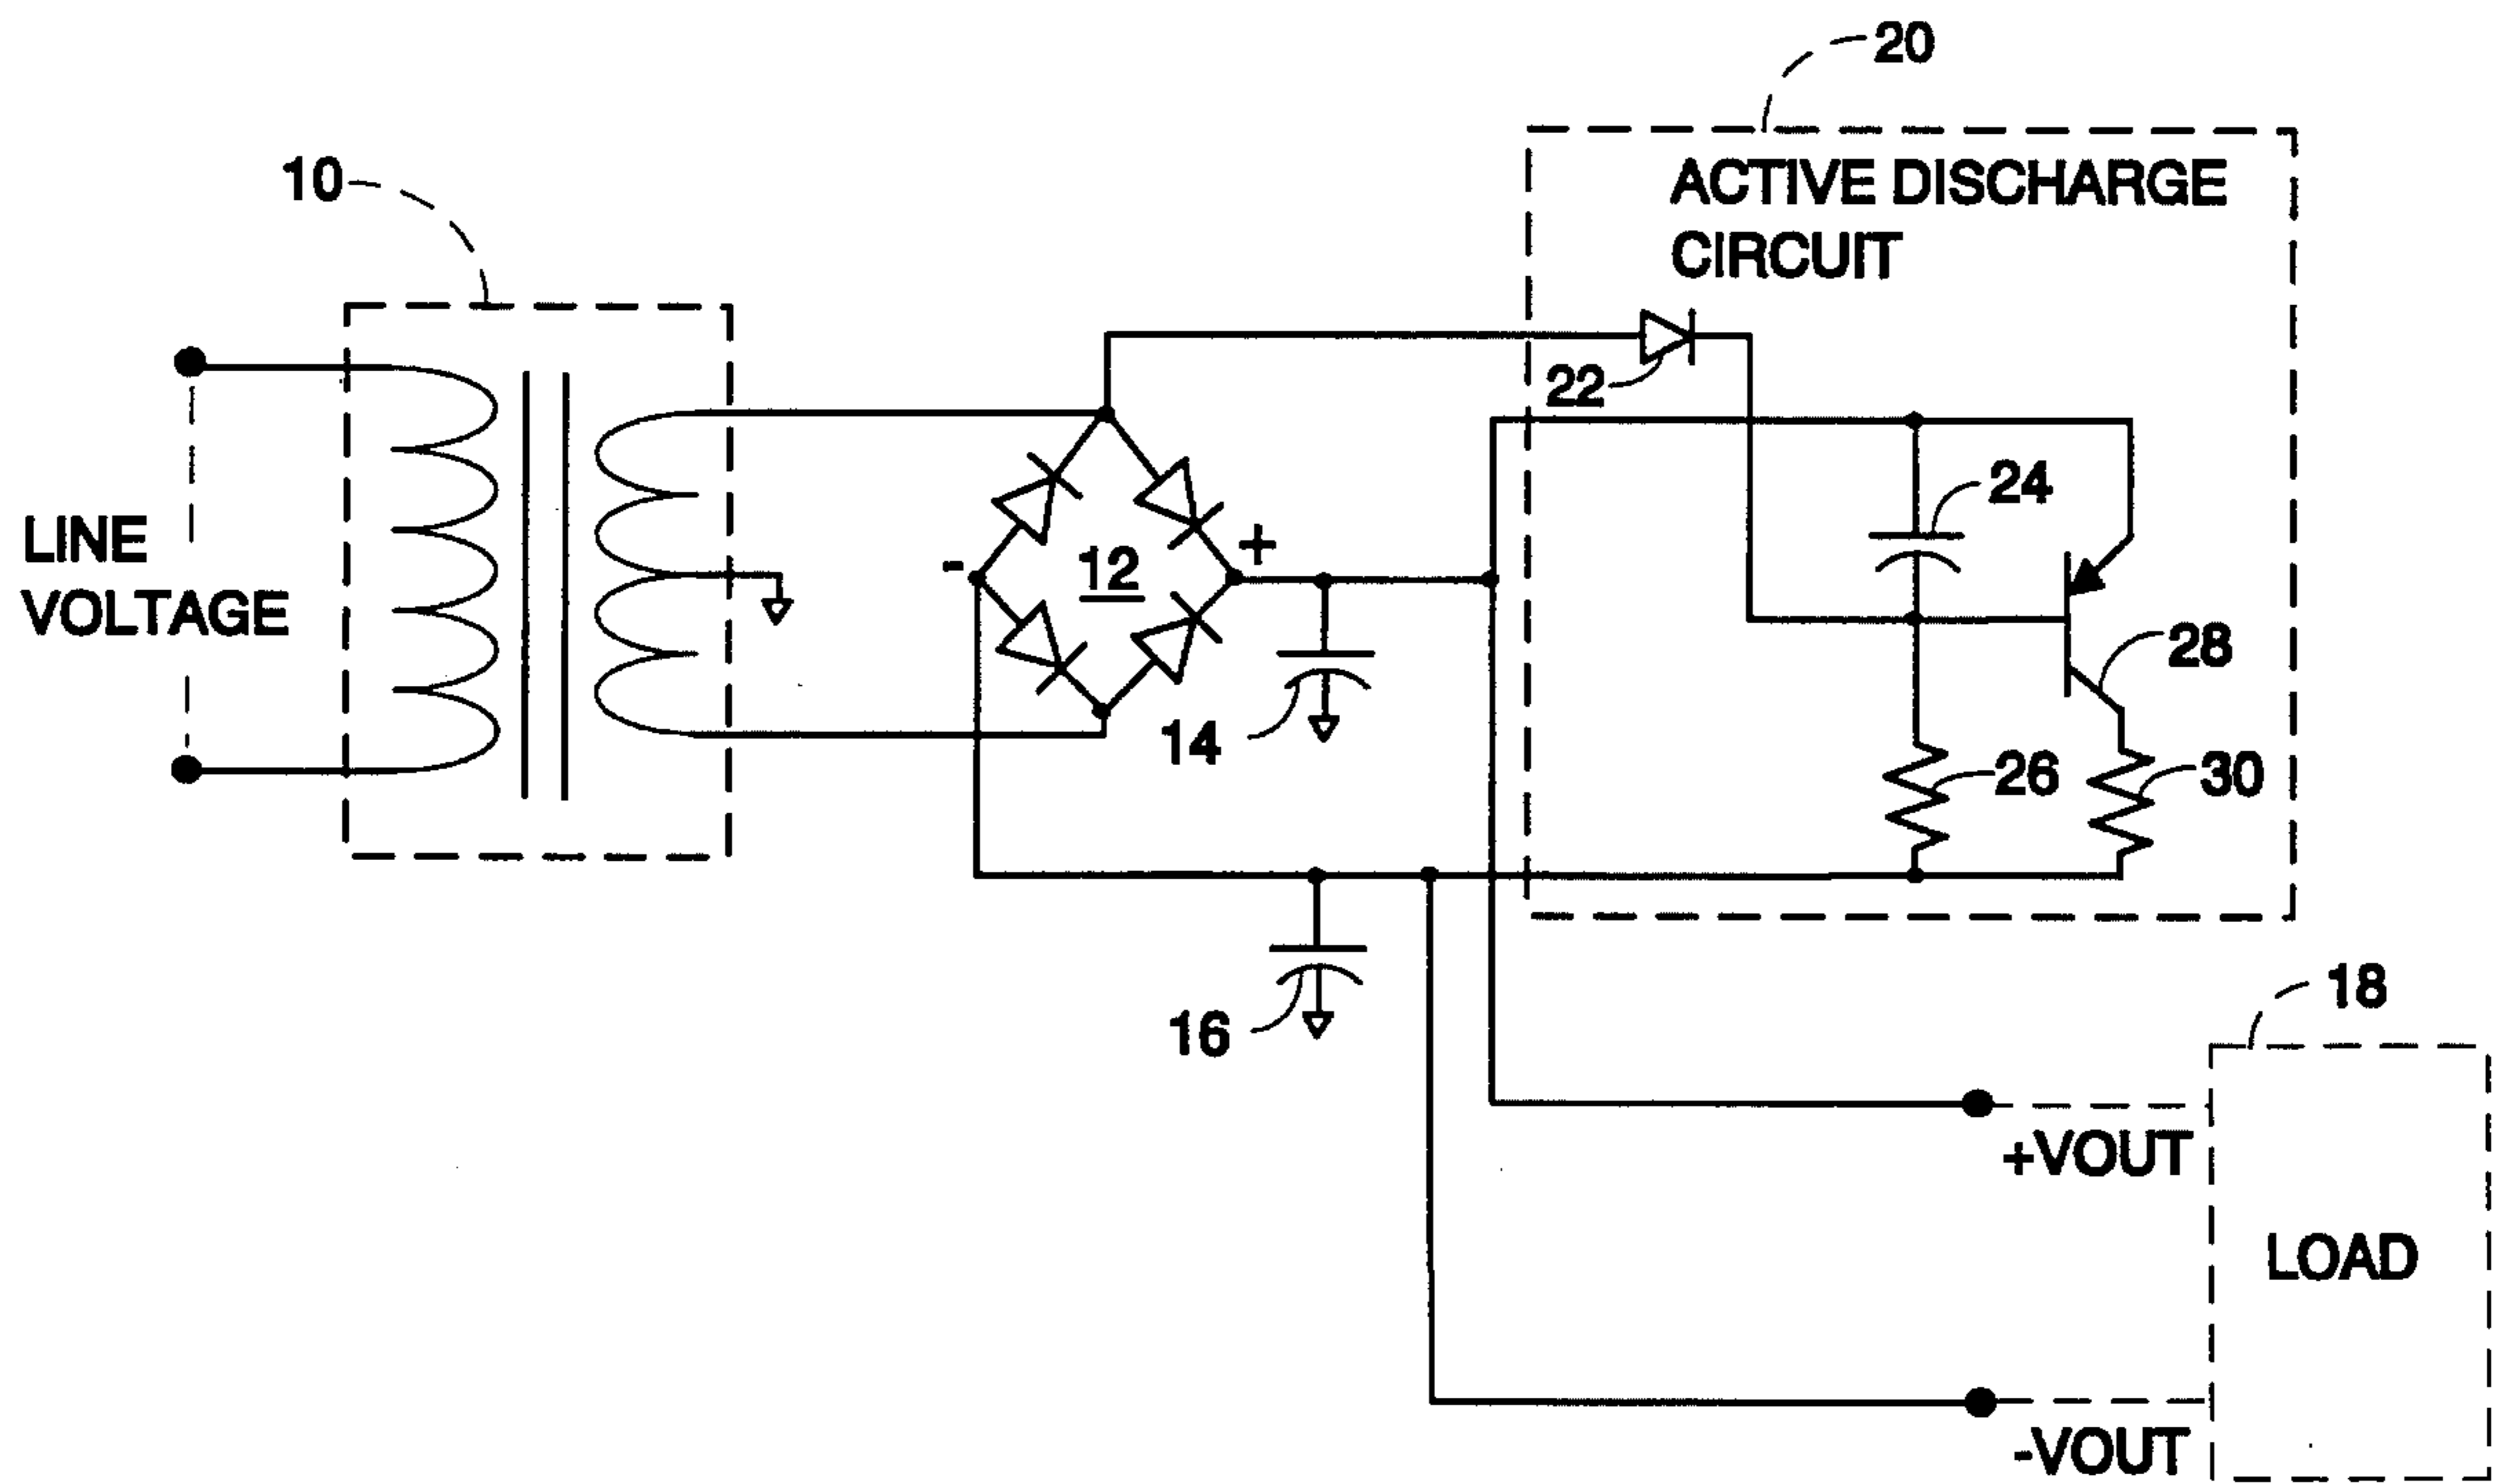 20
10
ACTIVE DISCHARGE
CIRCUIT
22
24
LINE
VOLTAGE
-
12
+
28
14
26
30
16
18
+VOUT
LOAD
-VOUT